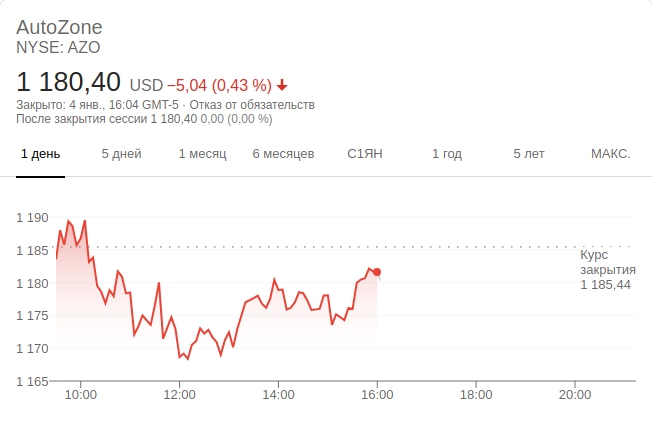 AutoZone
NYSE: AZO
1 180,40 USD −5,04 (0,43 %)
Закрыто: 4 янв., 16:04 GMT-5 · Отказ от обязательств
После закрытия сессии 1 180,40 0,00 (0,00 %)
1 день 5 дней 1 месяц 6 месяцев С1ЯН 1 год 5 лет МАКС.
1 190
1 185
Курс
закрытия
1 185,44
1 180
1 175
1 170
1 165
10:00 12:00 14:00 16:00 18:00 20:00